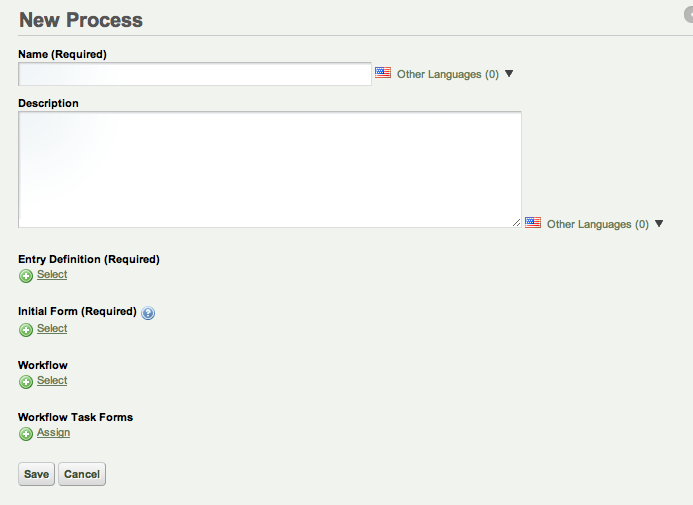 New Process
Name (Required)
Other Languages (0)
Description
Other Languages (0)
Entry Definition (Required)
Select
Initial Form (Required)
Select
Workflow
Select
Workflow Task Forms
Assign
Save Cancel